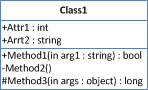 Class1
+Attr1 : int
+Arrt2 : string
+Method1(in arg1 : string) : bool
-Method2()
#Method3(in args : object) : long